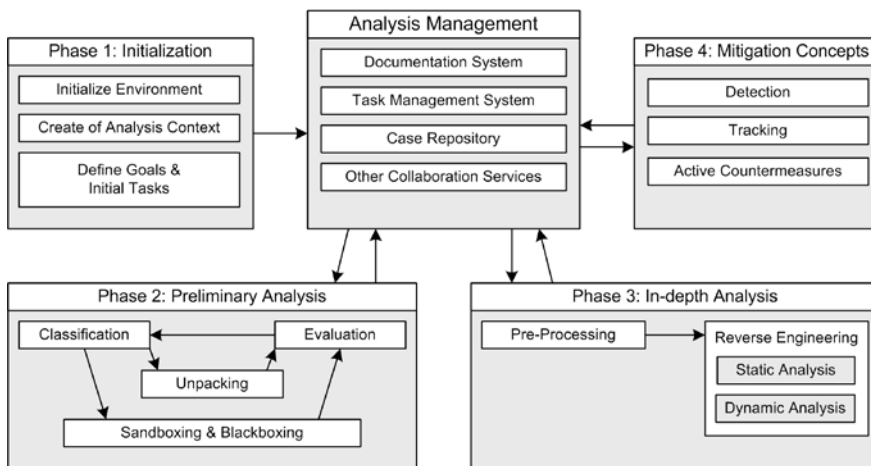 Phase 1: Initialization
Initialize Environment
Create of Analysis Context
Define Goals &
Initial Tasks
Analysis Management
Documentation System
Task Management System
Case Repository
Other Collaboration Services
Phase 4: Mitigation Concepts
Detection
Tracking
Active Countermeasures
Phase 2: Preliminary Analysis
Classification
Evaluation
Unpacking
Sandboxing & Blackboxing
Phase 3: In-depth Analysis
Pre-Processing
Reverse Engineering
Static Analysis
Dynamic Analysis